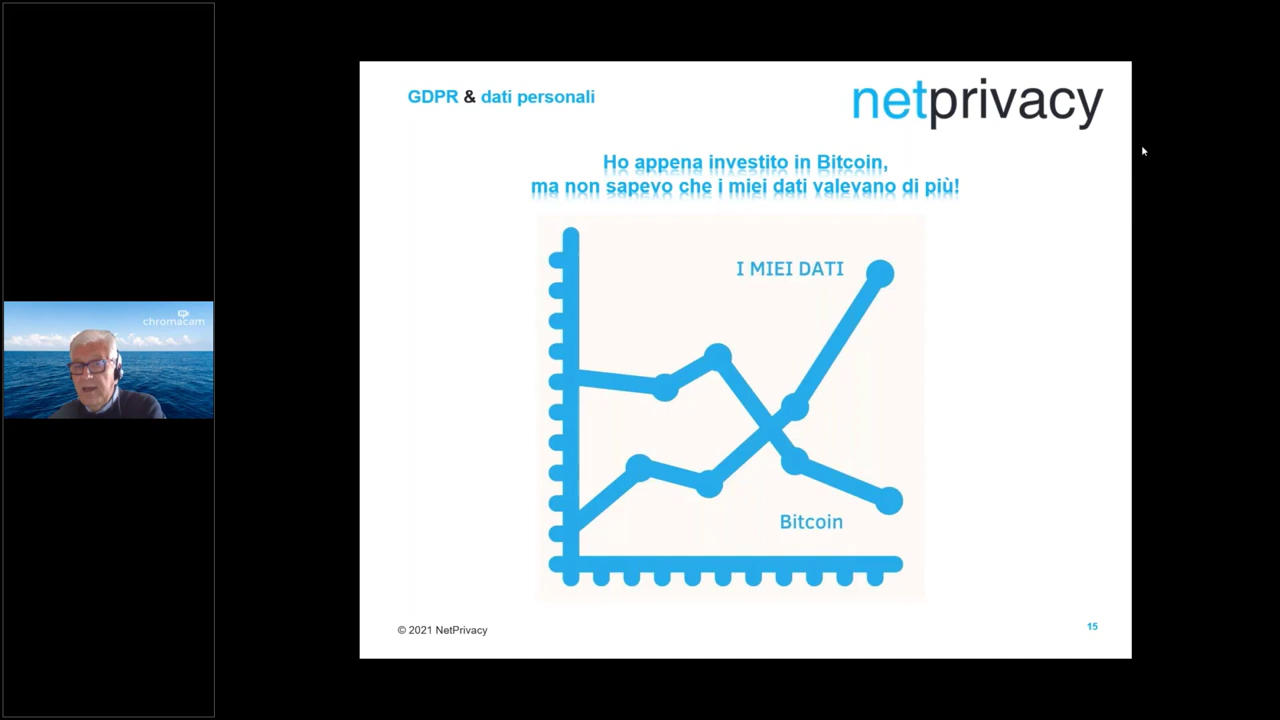 GDPR & dati personali
netprivacy
Ho appena investito in Bitcoin,
ma non sapevo che i miei dati valevano di più!
I MIEI DATI
chromacam
Bitcoin
© 2021 NetPrivacy
15